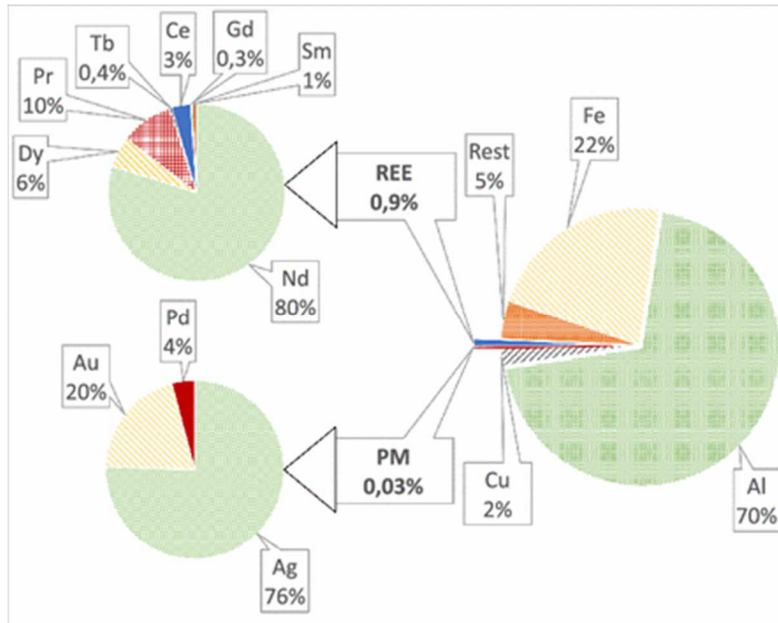 Tb
0,4%
Ce
3%
Gd
0,3%
Sm
1%
Pr
10%
Dy
6%
Nd
80%
REE
0,9%
Rest
5%
Fe
22%
Pd
4%
Au
20%
Ag
76%
PM
0,03%
Cu
2%
Al
70%